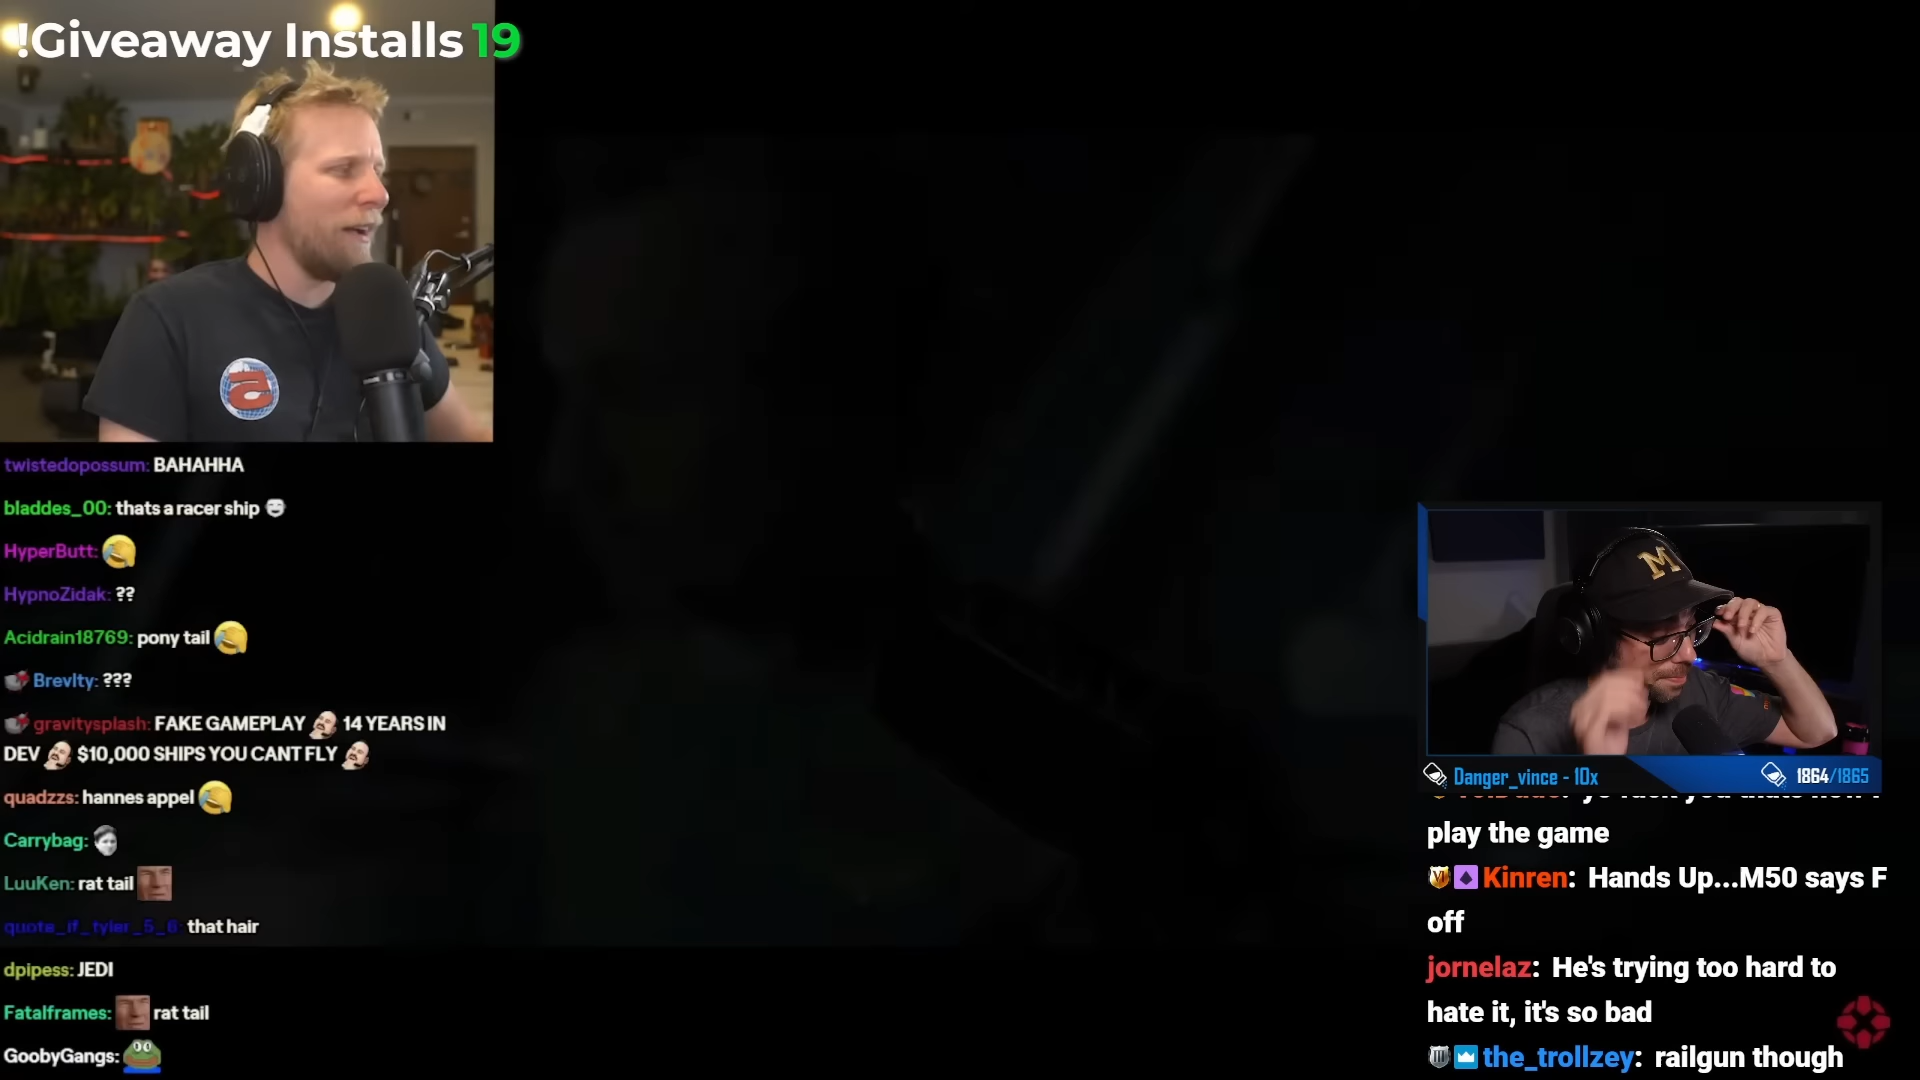 !Giveaway Installs 19
a
twistedopossum: BAHAHHA
bladdes_00: thats a racer ship
HyperButt:
HypnoZidak: ??
Acidrain18769: pony tail
BrevIty: ???
gravitysplash: FAKE GAMEPLAY 14 YEARS IN
DEV $10,000 SHIPS YOU CANT FLY
quadzzs: hannes appel
Carrybag:
LuuKen: rat tail
quote_if_tyler_5_6: that hair
dpipess: JEDI
Fatalframes: rat tail
GoobyGangs:
M
Danger_vince - 10x
1864/1865
play the game
Kinren: Hands Up...M50 says F
off
jornelaz: He's trying too hard to
hate it, it's so bad
the_trollzey: railgun though